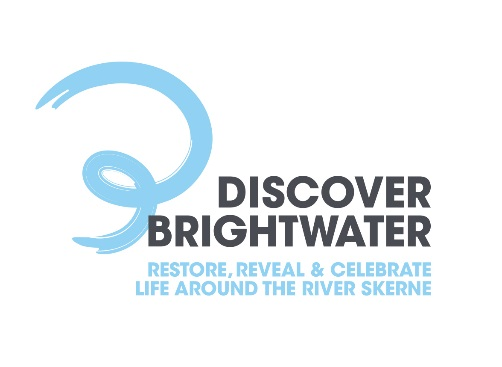 DISCOVER
BRIGHTWATER
RESTORE, REVEAL & CELEBRATE
LIFE AROUND THE RIVER SKERNE